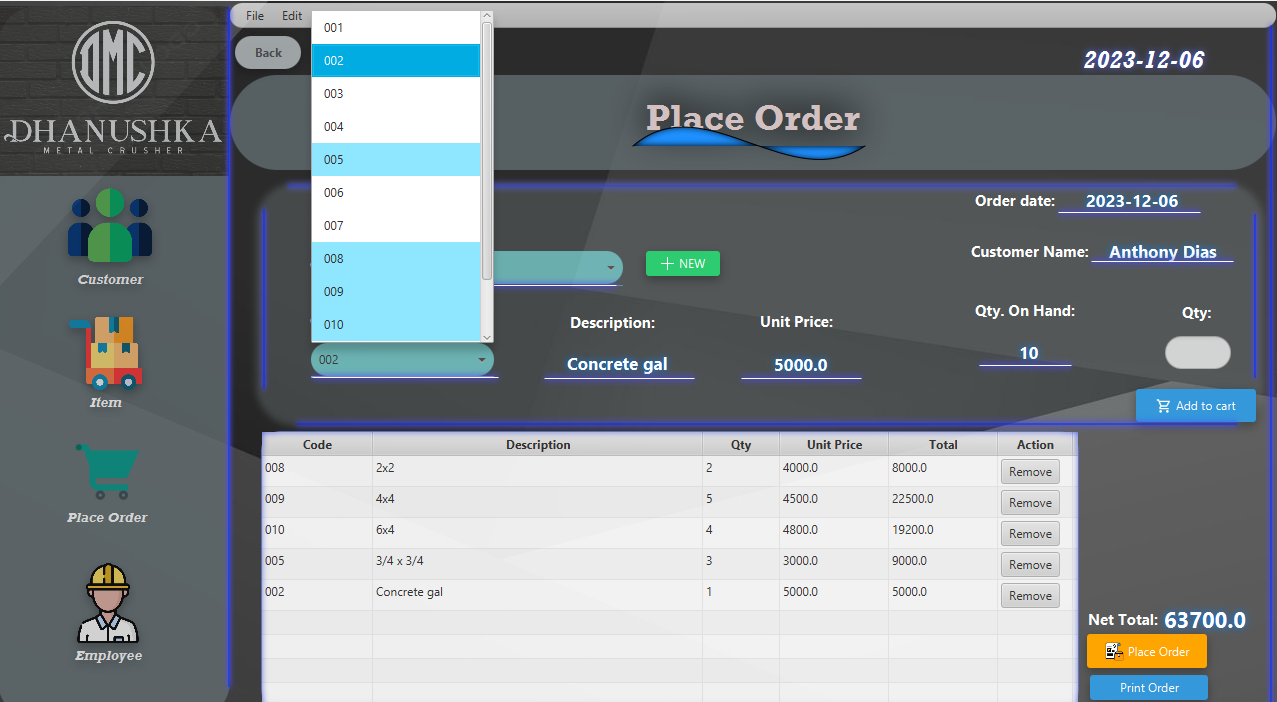 DMC
DHANUSHKA
METAL CRUSHER
Customer
Item
Place Order
Employee
File Edit
Back
2023-12-06
Place Order
001
002
003
004
005
006
007
008
009
010
NEW
Order date: 2023-12-06
Customer Name: Anthony Dias
002
Description:
Concrete gal
Unit Price:
5000.0
Qty. On Hand:
10
Qty:
Add to cart
Code Description Qty Unit Price Total Action
008 2x2 2 4000.0 8000.0 Remove
009 4x4 5 4500.0 22500.0 Remove
010 6x4 4 4800.0 19200.0 Remove
005 3/4 x 3/4 3 3000.0 9000.0 Remove
002 Concrete gal 1 5000.0 5000.0 Remove
Net Total: 63700.0
Place Order
Print Order